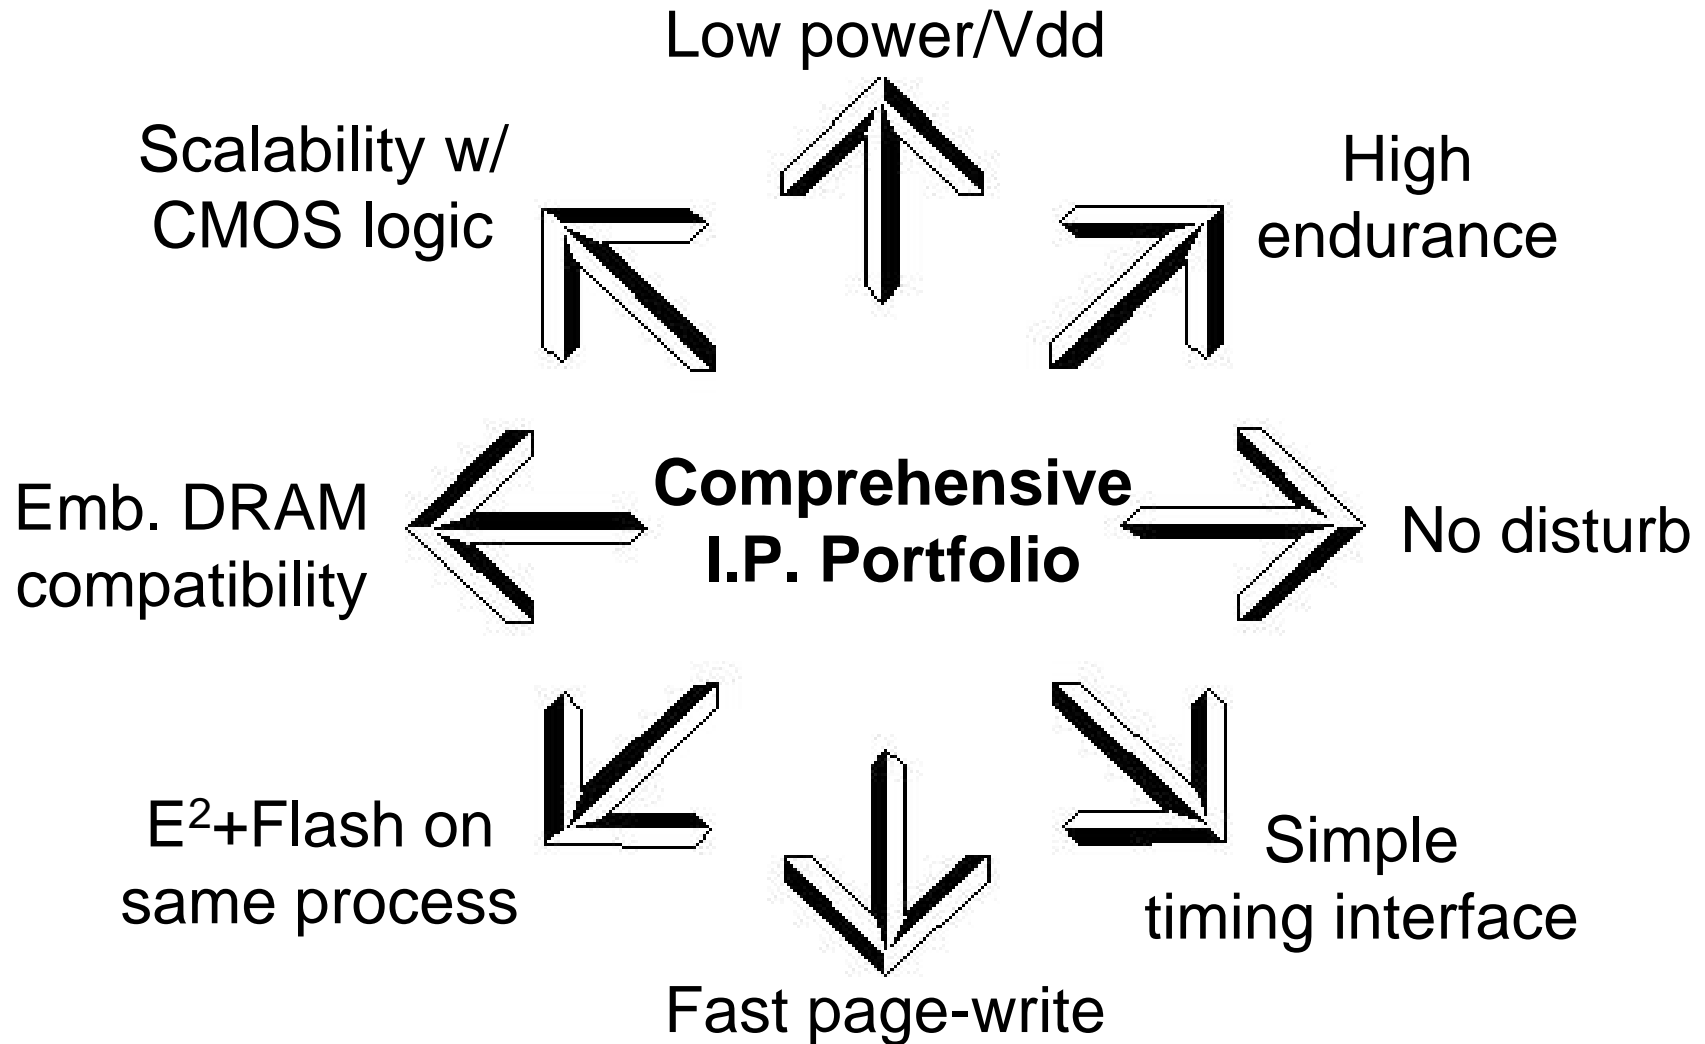 Low power/Vdd
Scalability w/
CMOS logic
High
endurance
Comprehensive
I.P. Portfolio
Emb. DRAM
compatibility
No disturb
E²+Flash on
same process
Simple
timing interface
Fast page-write